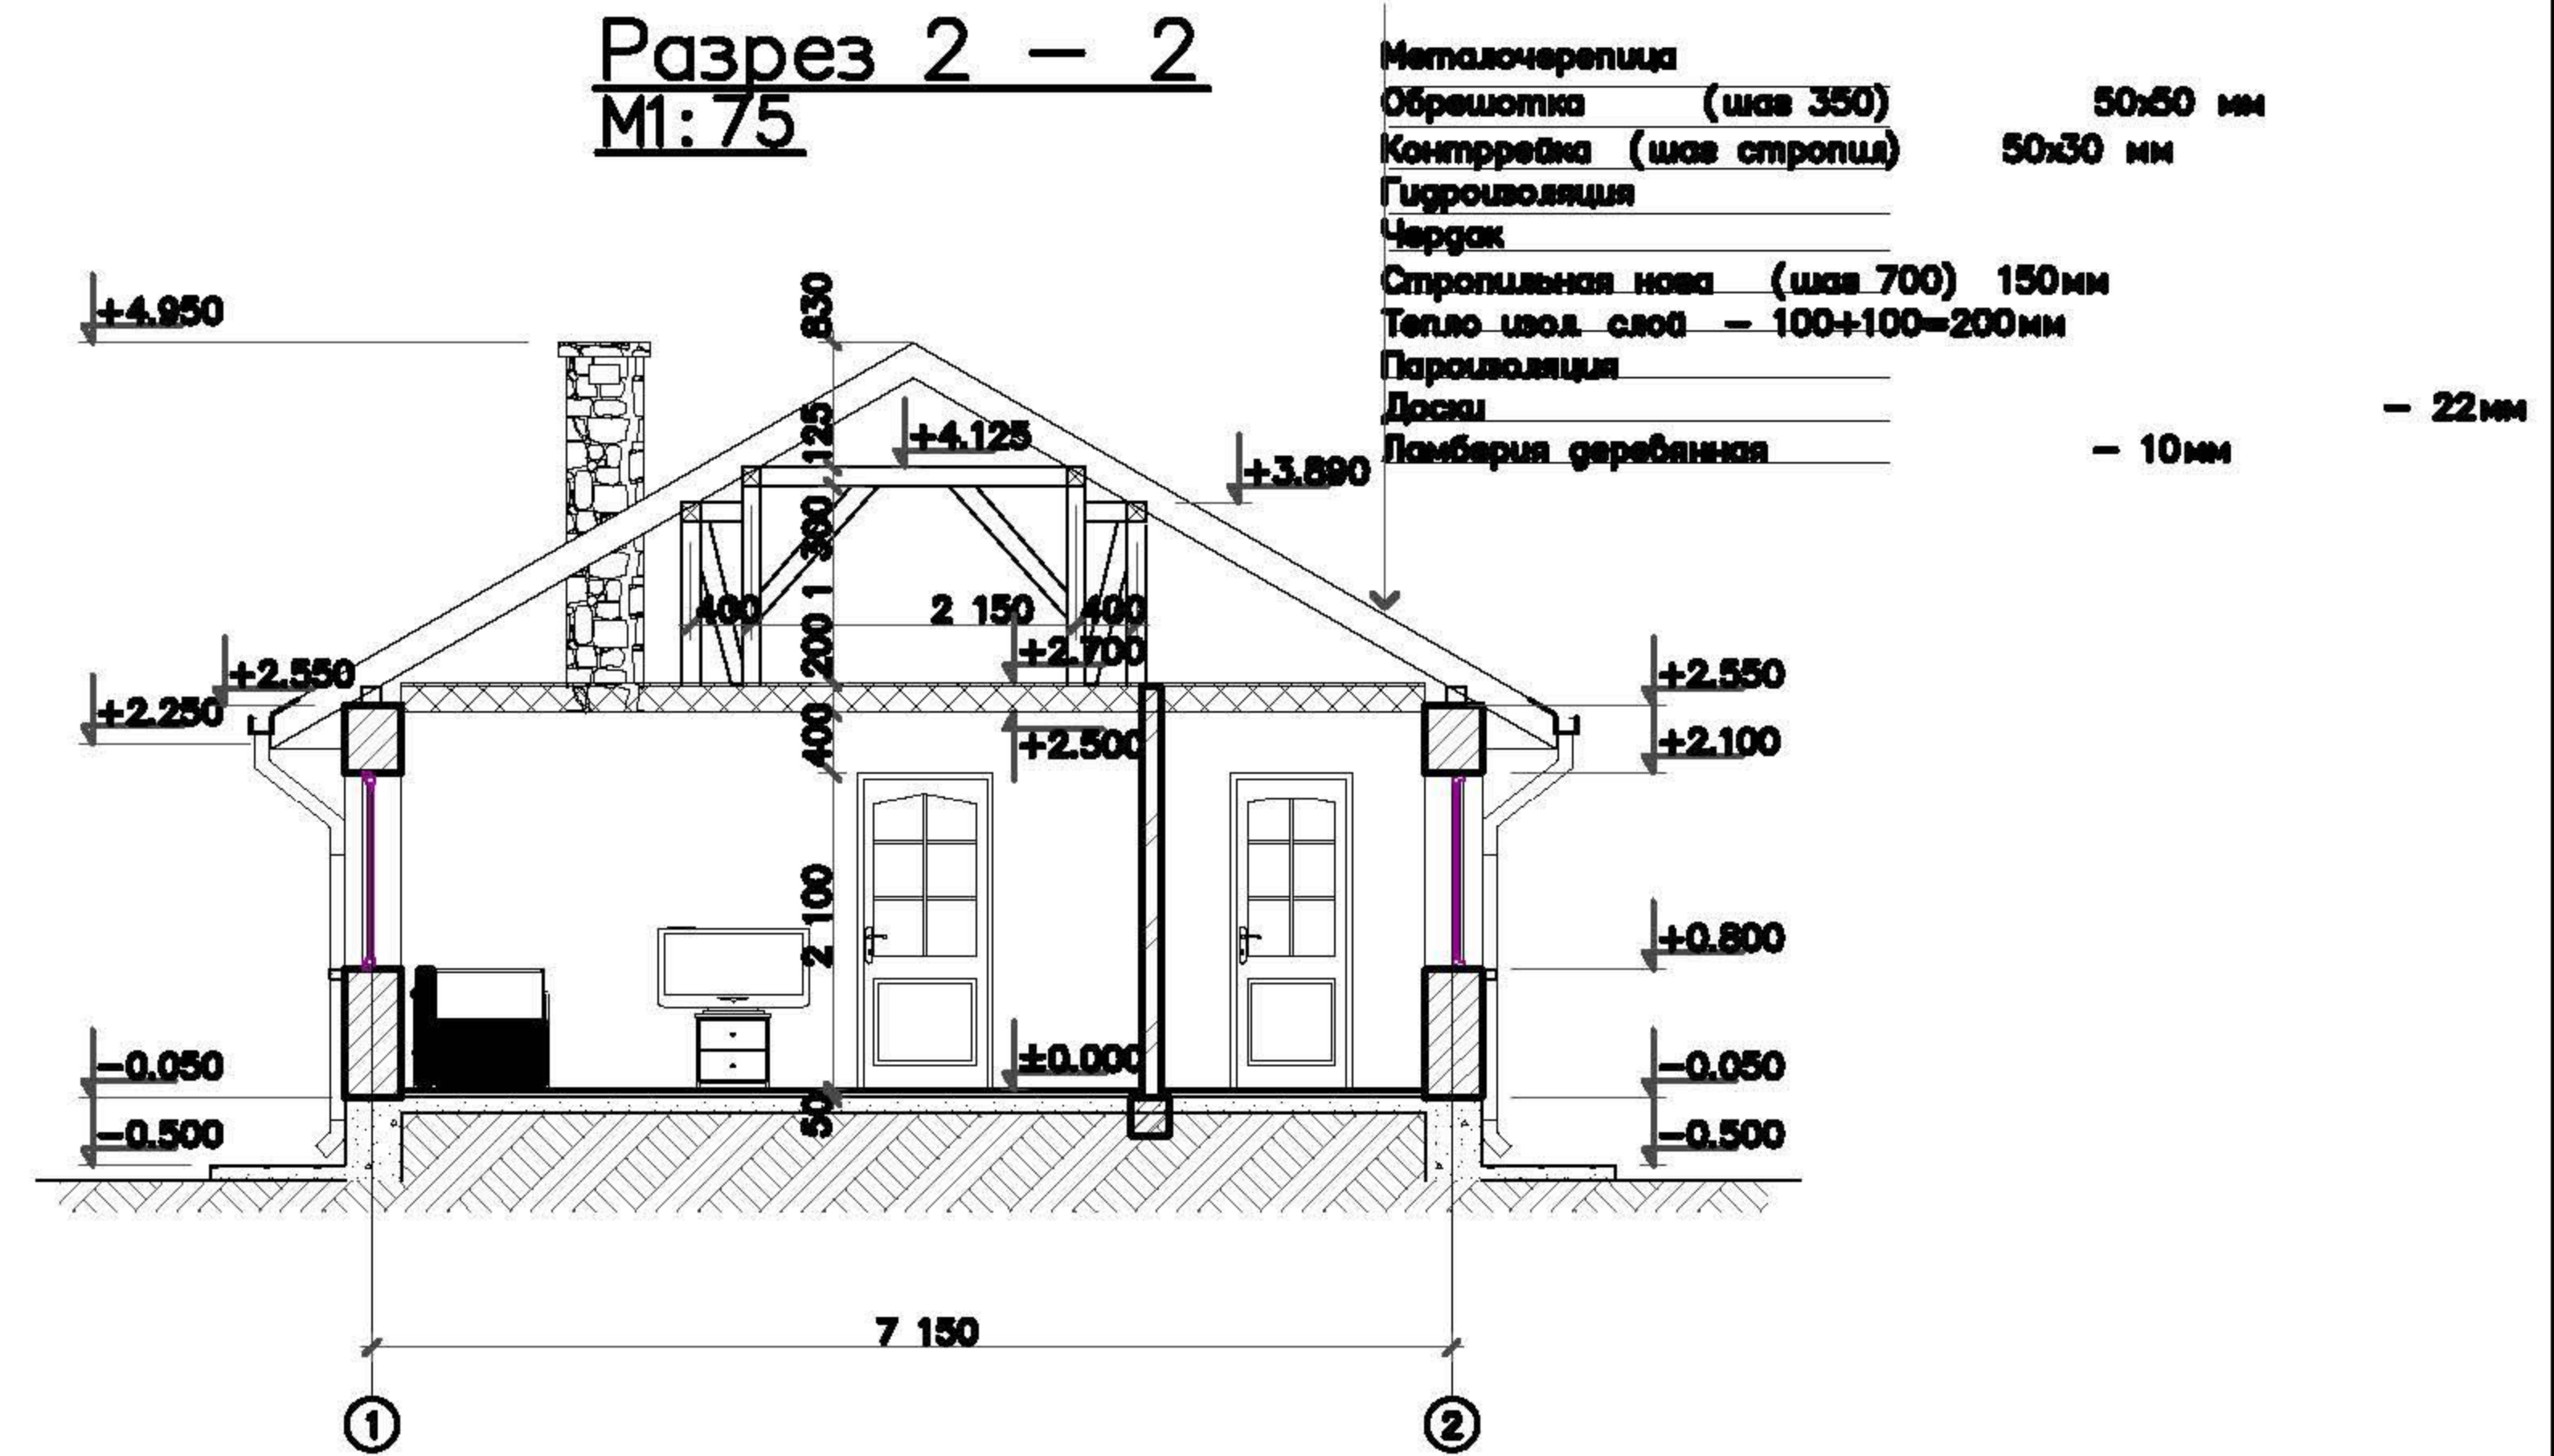 Разрез 2 – 2
М1:75
Металочерепица
Обрешотка (шаг 350) 50х50 мм
Контррейка (шаг стропил) 50х30 мм
Гидроизоляция
Чердак
Стропильная нова (шаг 700) 150мм
Тепло изол. слой – 100+100=200мм
Пароизоляция
Доски – 22мм
Ламберия деревянная – 10мм
+4.950
830
125
+4.125
+3.890
1 300
400
2 150
400
200
+2.700
+2.550
+2.550
+2.250
400
+2.500
+2.100
2 100
+0.800
±0.000
-0.050
-0.050
50
-0.500
-0.500
7 150
1
2